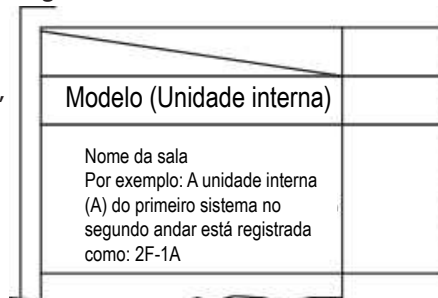 Modelo (Unidade interna)
Nome da sala
Por exemplo: A unidade interna
(A) do primeiro sistema no
segundo andar está registrada
como: 2F-1A